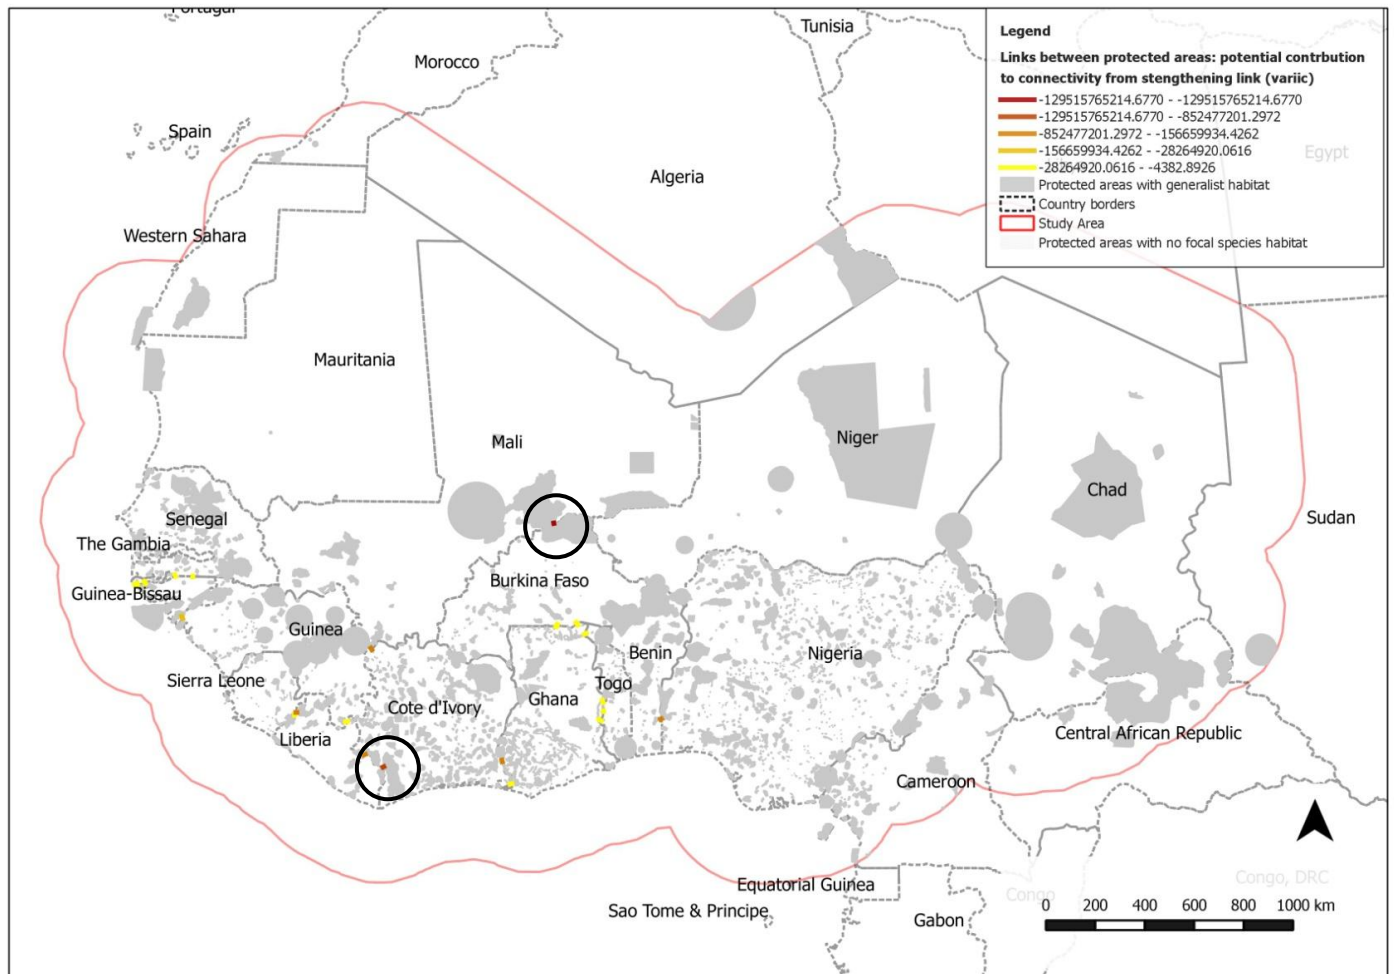 Portugal
Tunisia
Morocco
Spain
Algeria
Western Sahara
Egypt
Legend
Links between protected areas: potential contrbution
to connectivity from stengthening link (variic)
-129515765214.6770 - -129515765214.6770
-129515765214.6770 - -852477201.2972
-852477201.2972 - -156659934.4262
-156659934.4262 - -28264920.0616
-28264920.0616 - -4382.8926
Protected areas with generalist habitat
Country borders
Study Area
Protected areas with no focal species habitat
Mauritania
Mali
Niger
Chad
Sudan
Senegal
The Gambia
Guinea-Bissau
Burkina Faso
Guinea
Benin
Nigeria
Sierra Leone
Togo
Ghana
Cote d'Ivory
Liberia
Central African Republic
Cameroon
Equatorial Guinea
Sao Tome & Principe
Gabon
Congo
Congo, DRC
0 200 400 600 800 1000 km